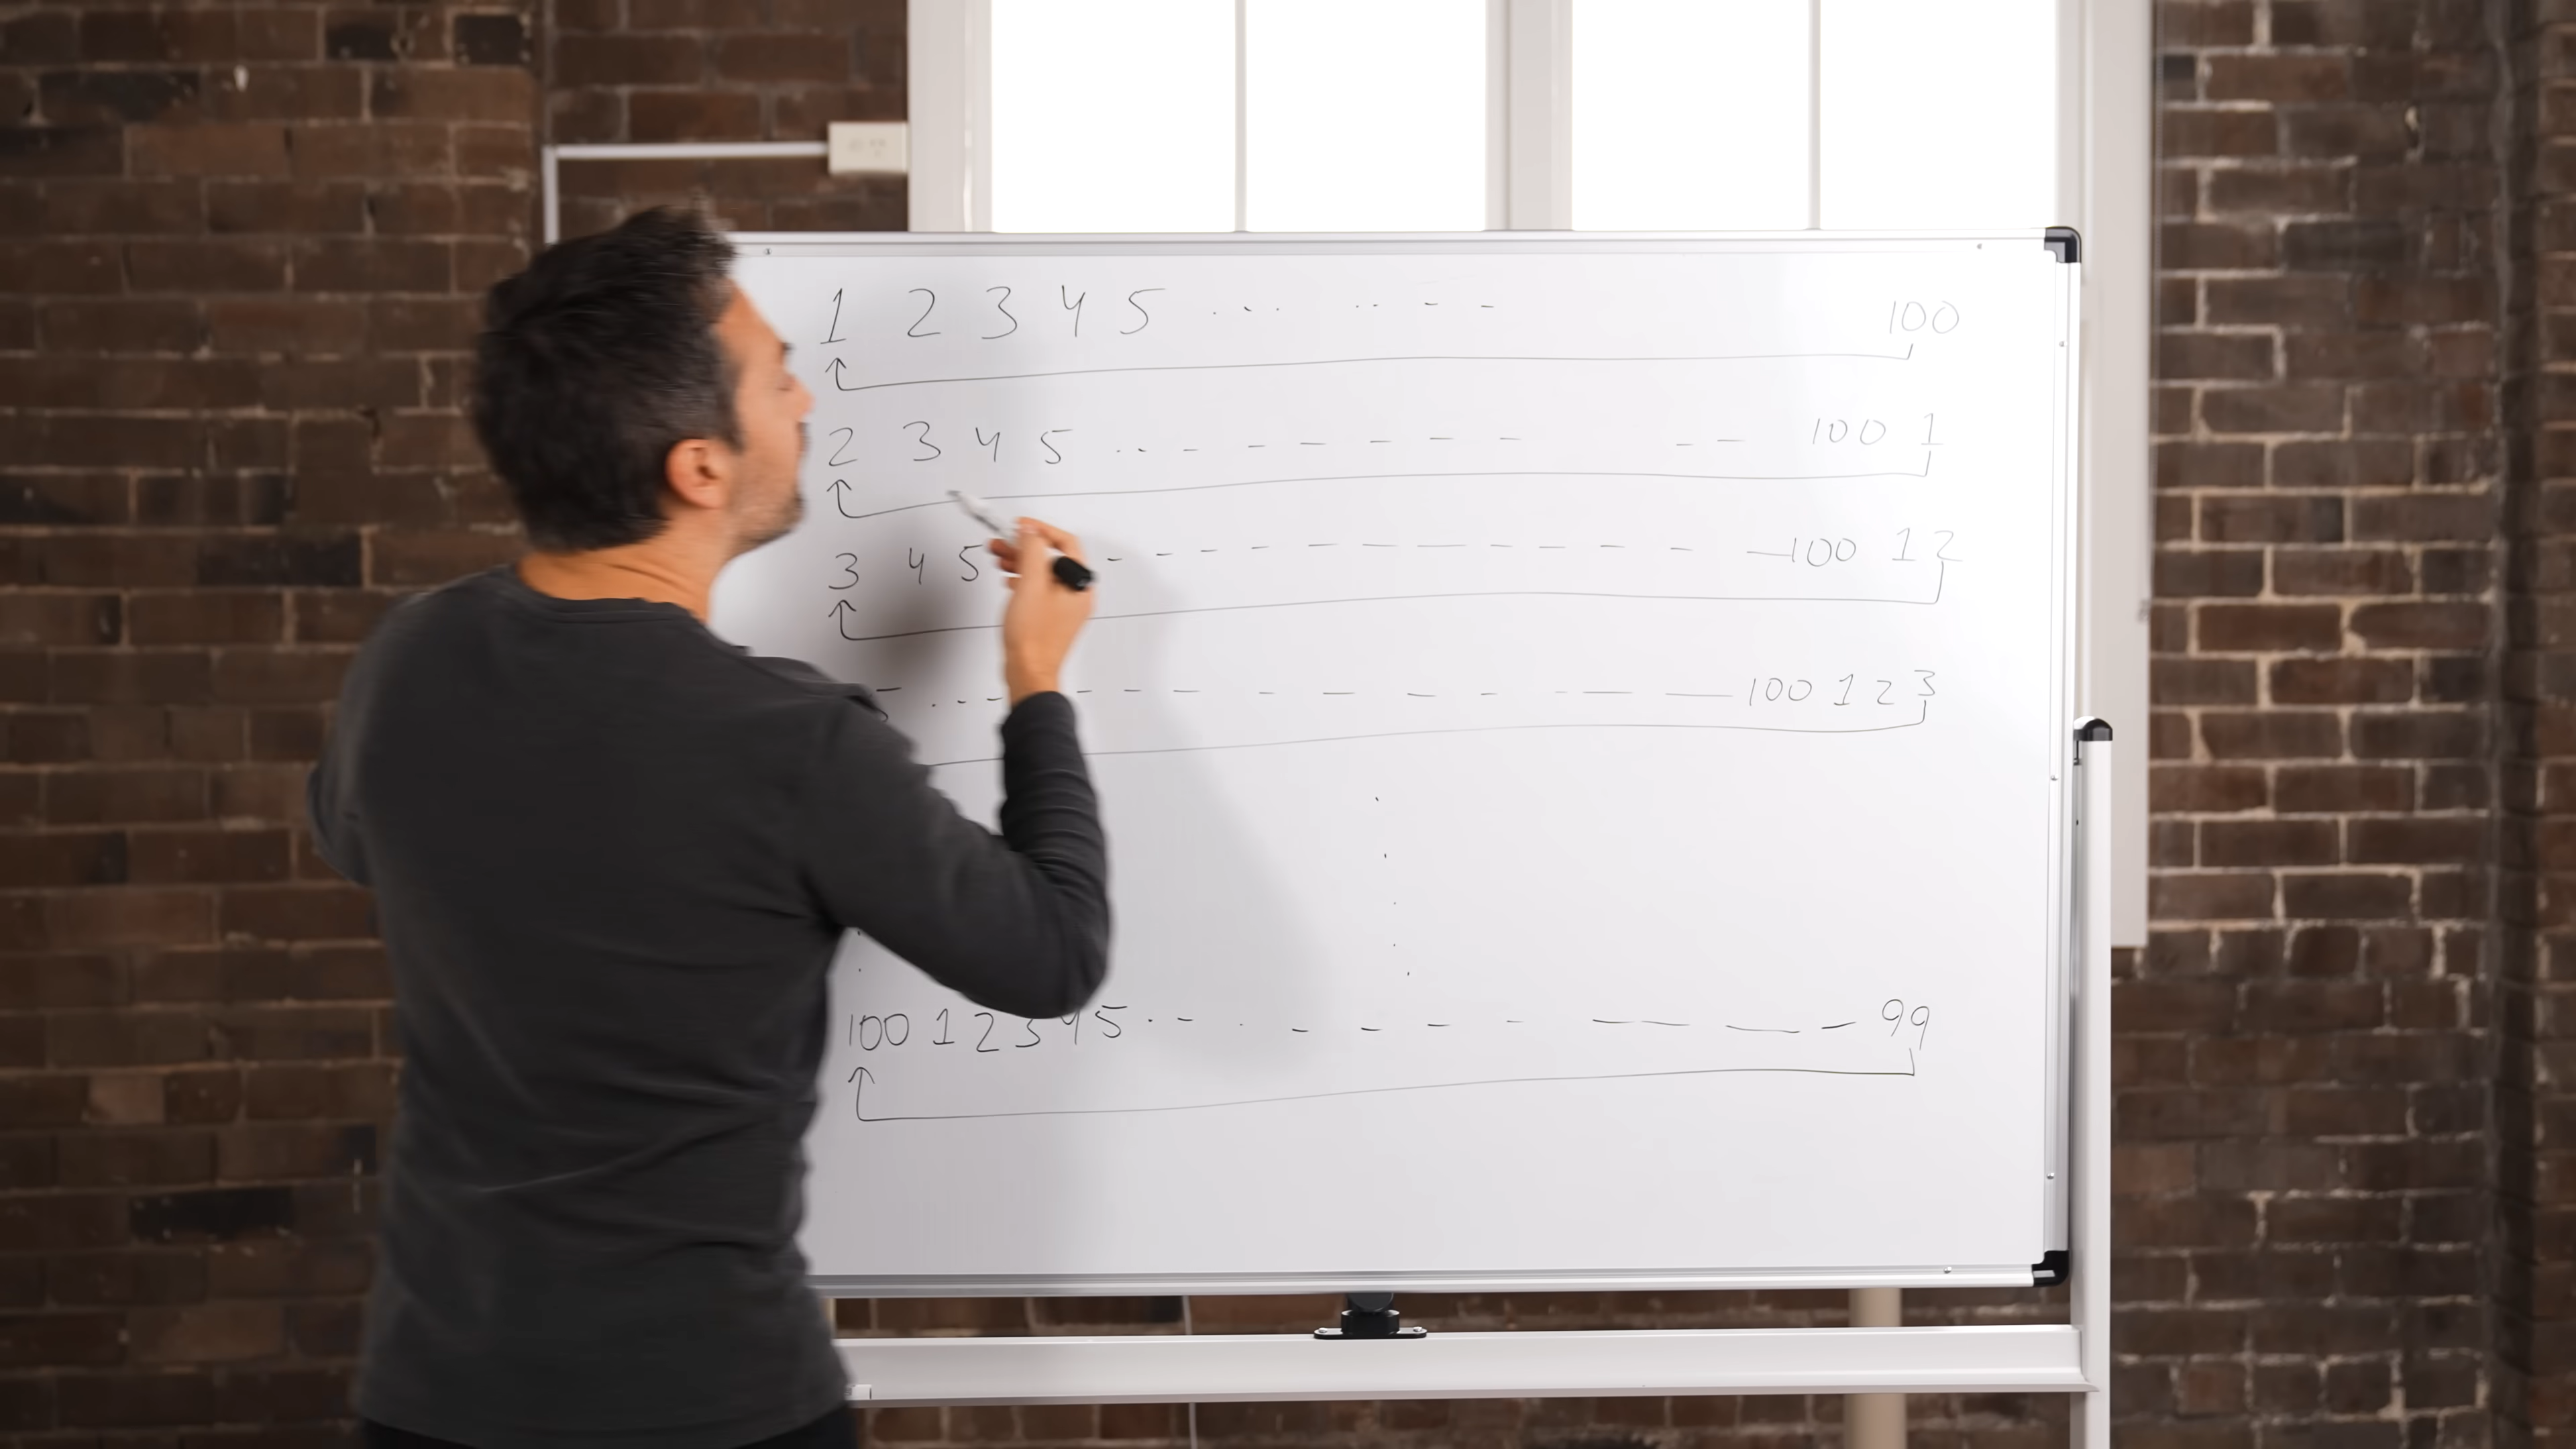 1 2 3 4 5 ... .. - - 100
2 3 4 5 .. - - - - - - - - 100 1
3 4 5 - - - - - - - - - - - 100 1 2
5 ... - - - - - - - - - 100 1 2 3
100 1 2 3 4 5 .. - . - - - - - - - - 99